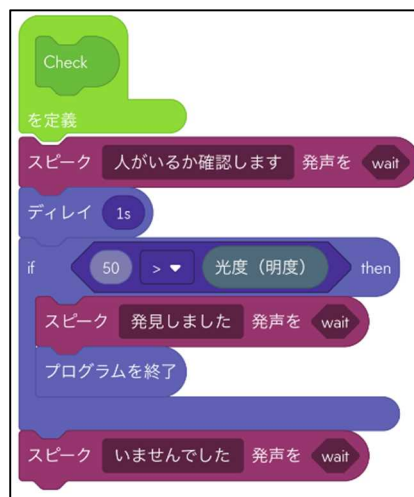 Check
を定義
スピーク 人がいるか確認します 発声を wait
ディレイ 1s
if 50 > 光度（明度） then
スピーク 発見しました 発声を wait
プログラムを終了
スピーク いませんでした 発声を wait